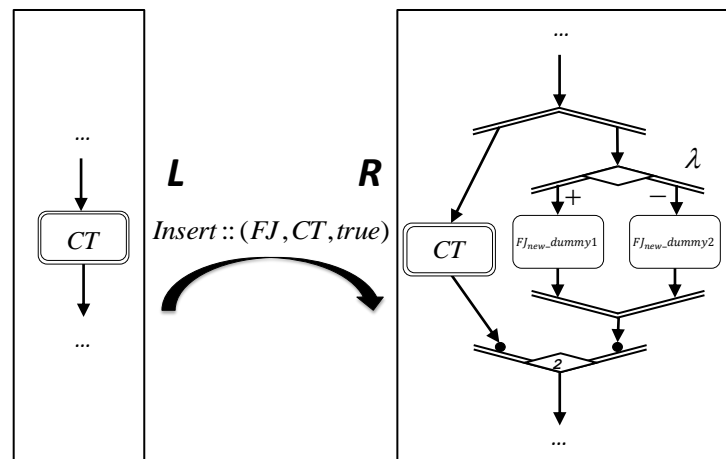 ...
CT
...
L
R
Insert :: (FJ, CT, true)
...
λ
+
−
CT
FJnew_dummy1
FJnew_dummy2
2
...